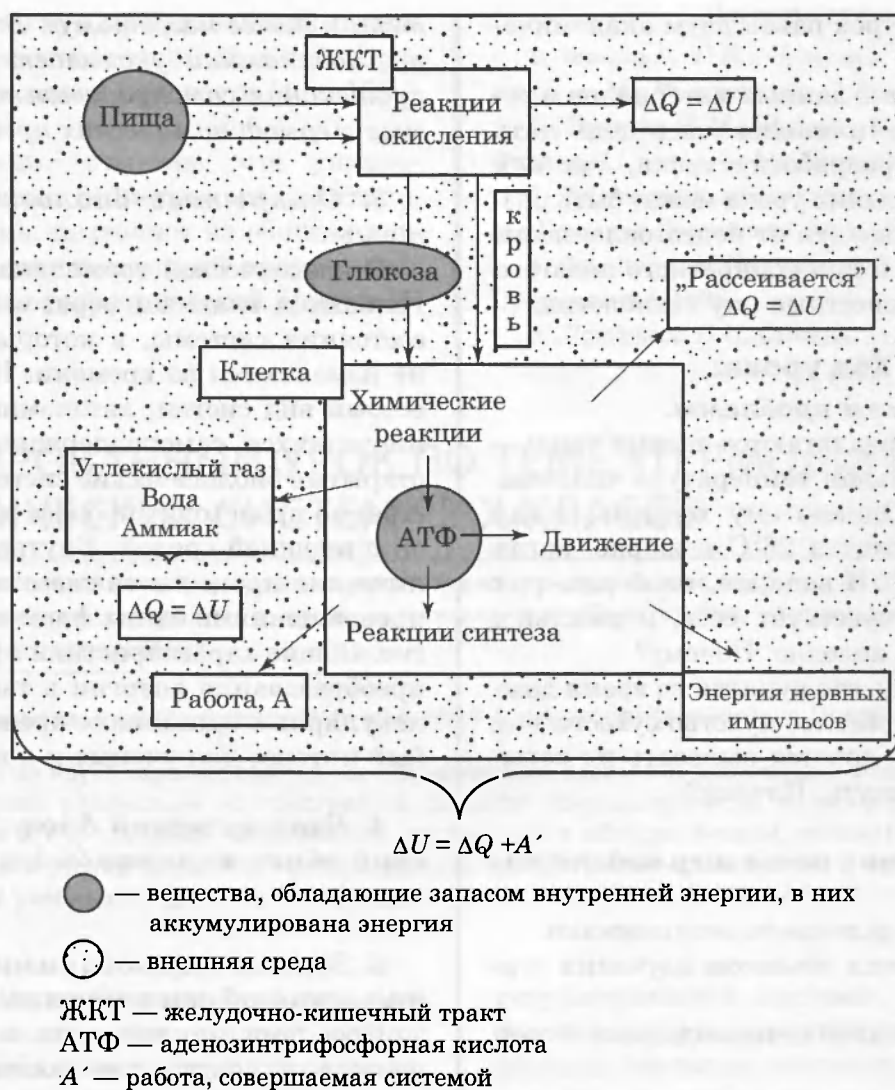 ЖКТ
Пища
Реакции
окисления
ΔQ = ΔU
кровь
Глюкоза
„Рассеивается”
ΔQ ΔU
Клетка
Химические
реакции
Углекислый газ
Вода
Аммиак
АТФ
Движение
ΔQ = ΔU
Реакции синтеза
Работа, А
Энергия нервных
импульсов
ΔU = ΔQ +A′
— вещества, обладающие запасом внутренней энергии, в них
аккумулирована энергия
— внешняя среда
ЖКТ — желудочно-кишечный тракт
АТФ — аденозинтрифосфорная кислота
A′ — работа, совершаемая системой